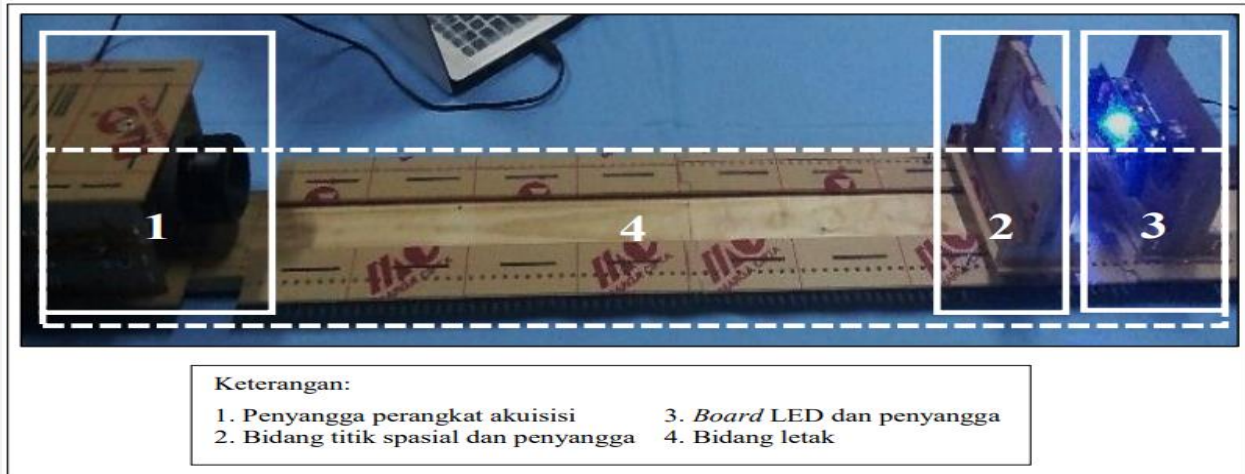 1
4
2
3
Keterangan:
1. Penyangga perangkat akuisisi
2. Bidang titik spasial dan penyangga
3. Board LED dan penyangga
4. Bidang letak